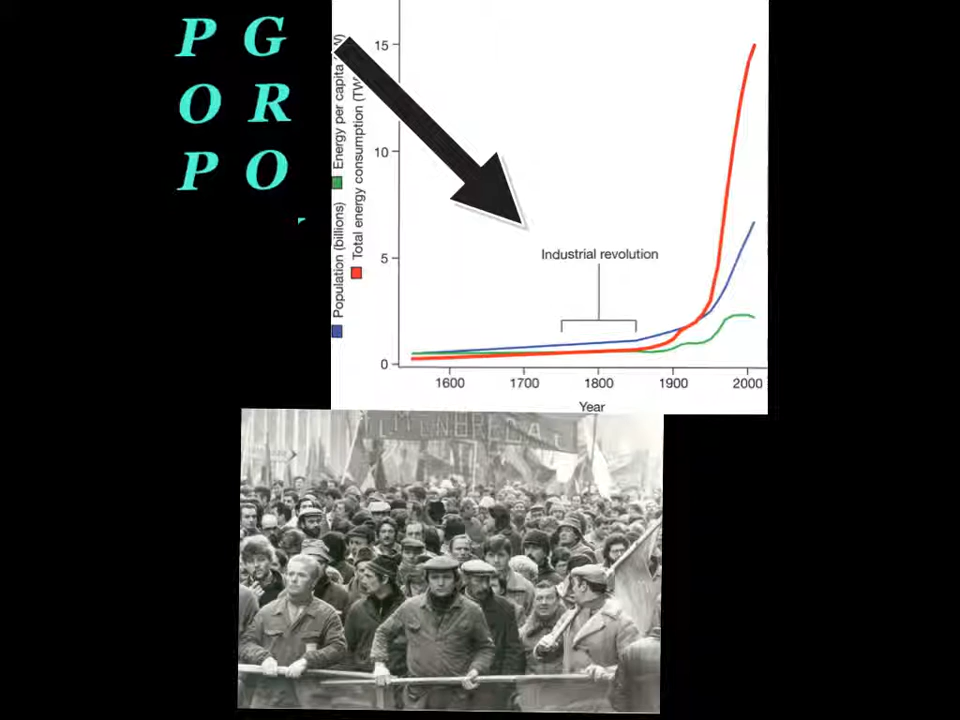 P G
O R
P O
15
10
5
0
Population (billions)
Energy per capita
Total energy consumption (TW
Industrial revolution
1600 1700 1800 1900 2000
Year